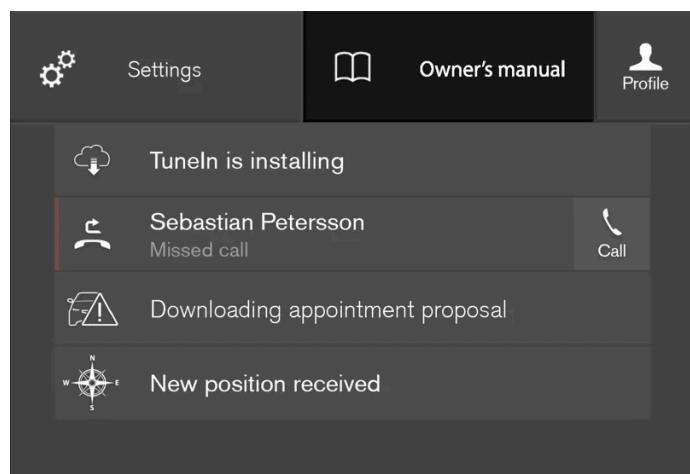 Settings
Owner's manual
Profile
TuneIn is installing
Sebastian Petersson
Missed call
Call
Downloading appointment proposal
N
W E
S
New position received